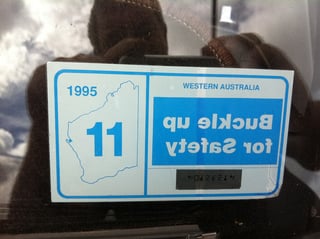 1995
11
WESTERN AUSTRALIA
Buckle up
for Safety